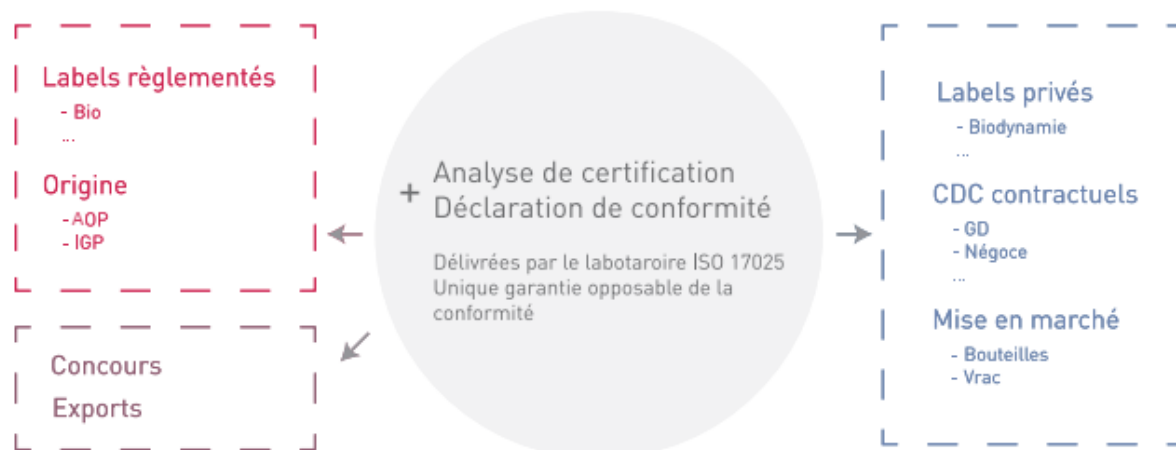 Labels règlementés
- Bio
...
Origine
- AOP
- IGP
Concours
Exports
+ Analyse de certification
Déclaration de conformité
Délivrées par le labotaroire ISO 17025
Unique garantie opposable de la
conformité
Labels privés
- Biodynamie
...
CDC contractuels
- GD
- Négoce
...
Mise en marché
- Bouteilles
- Vrac